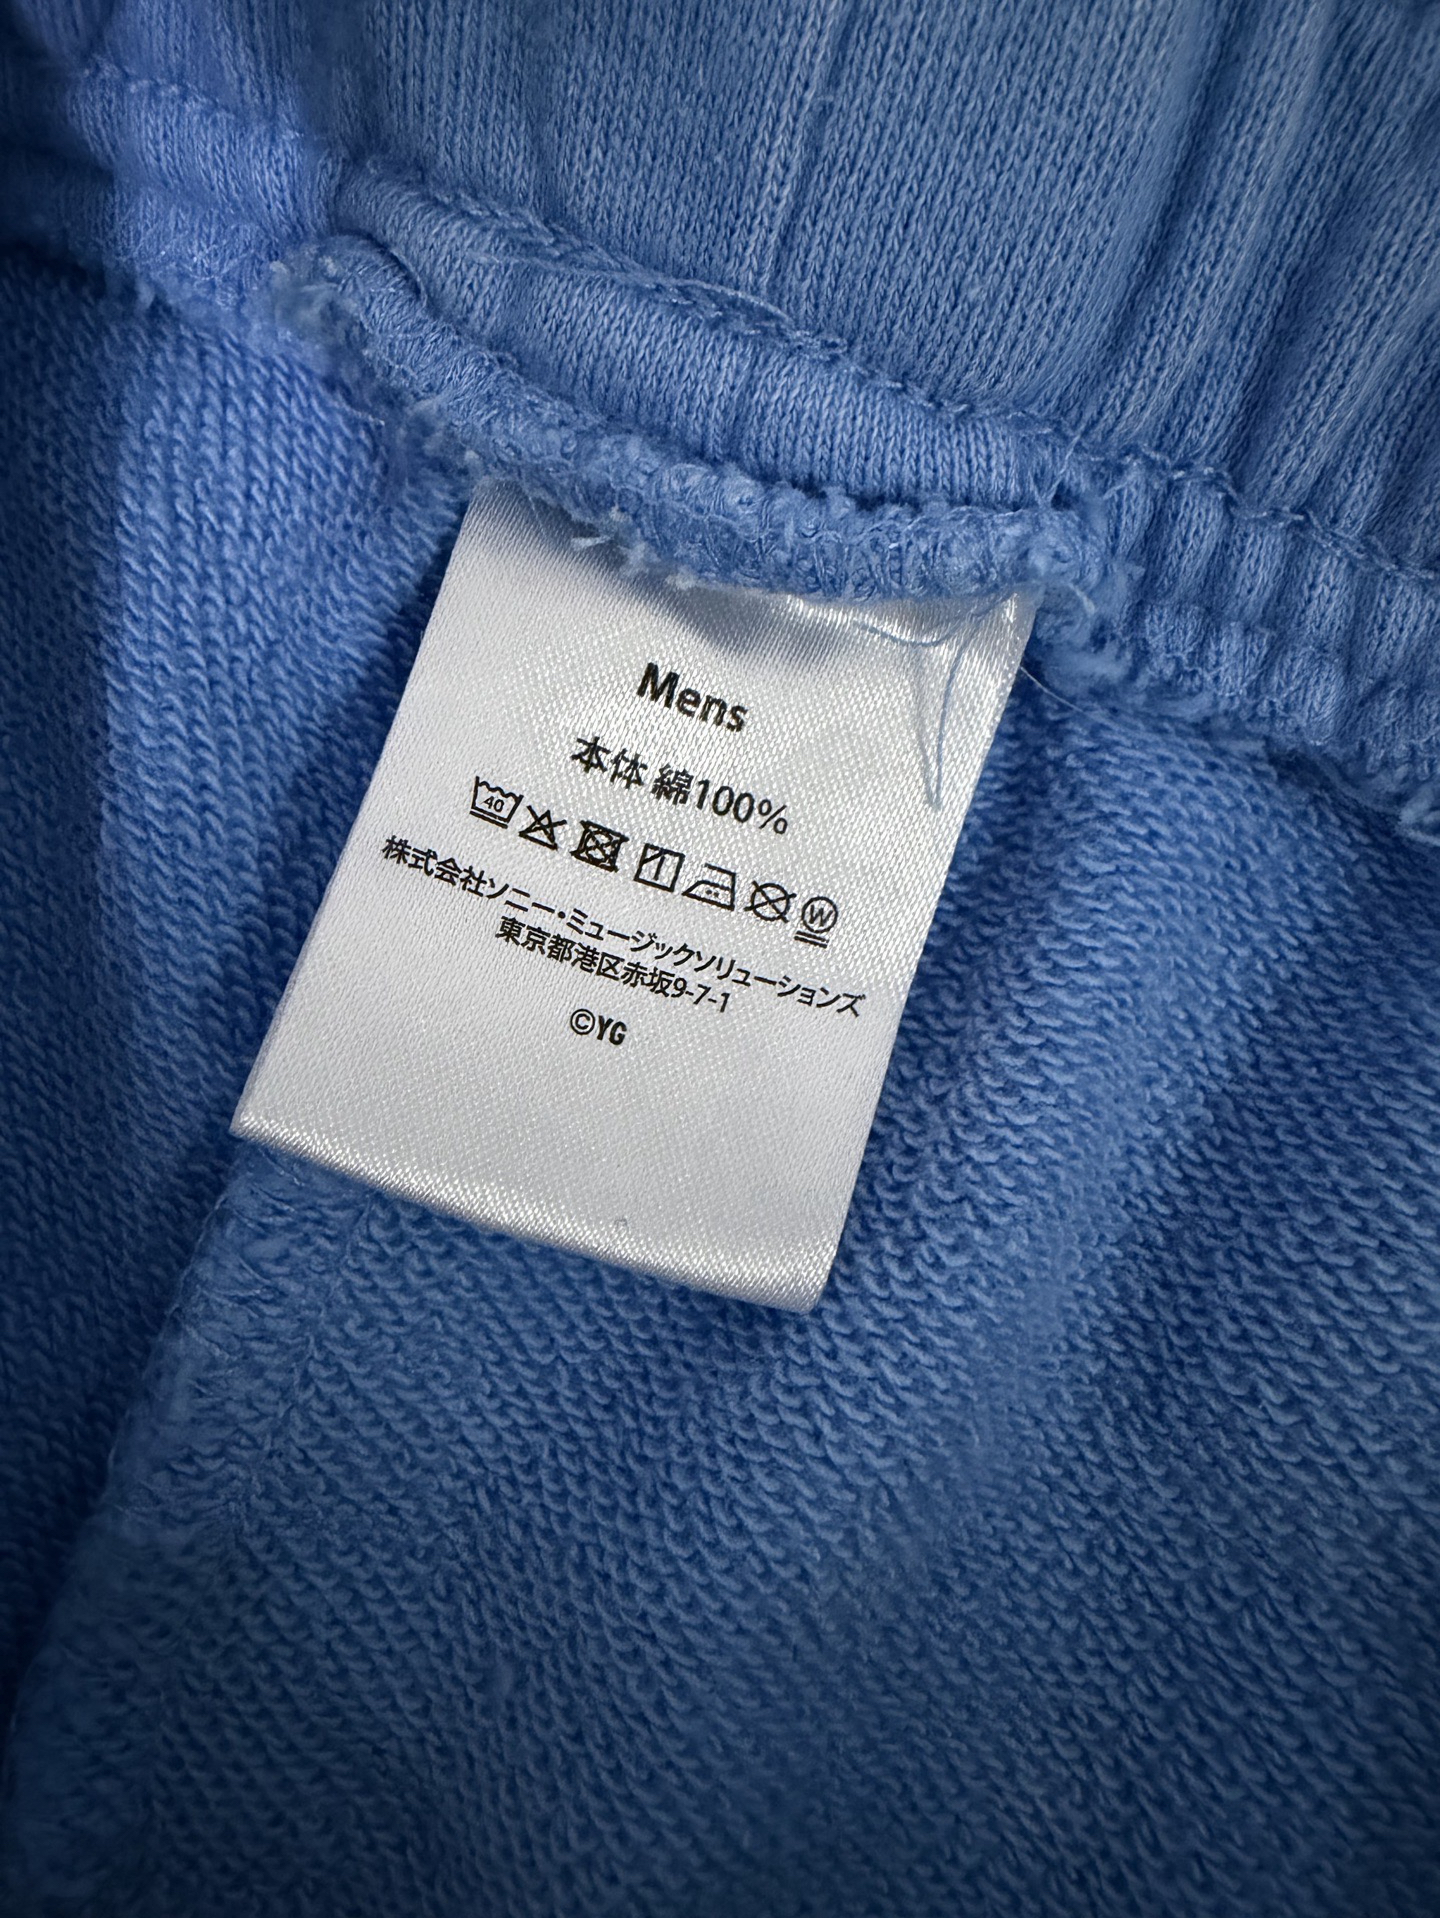 Mens
本体 綿100%
40
W
株式会社ソニー・ミュージックソリューションズ
東京都港区赤坂9-7-1
©YG